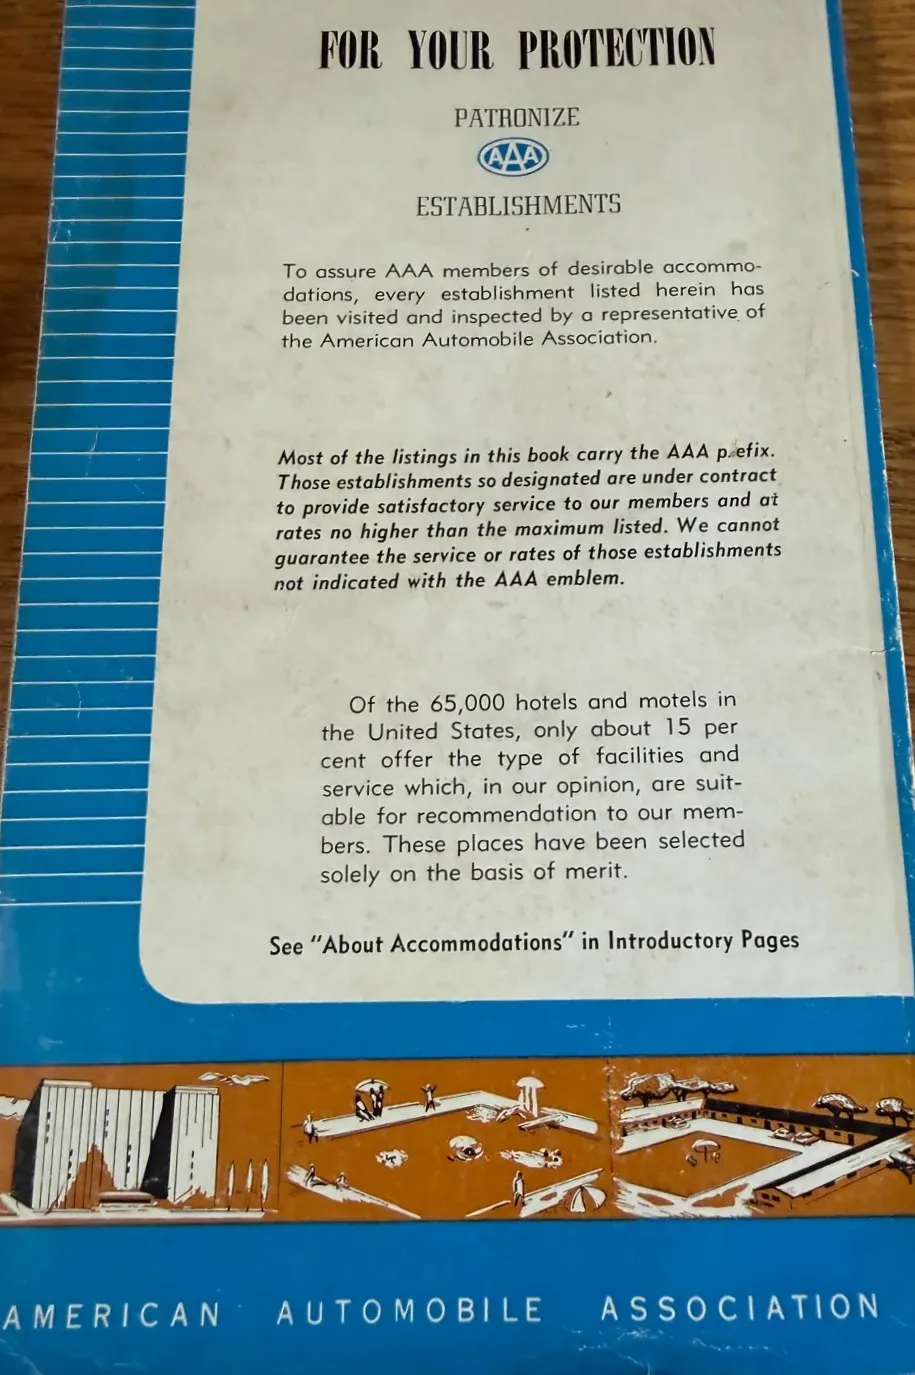 FOR YOUR PROTECTION
PATRONIZE
AAA
ESTABLISHMENTS
To assure AAA members of desirable accommo-
dations, every establishment listed herein has
been visited and inspected by a representative of
the American Automobile Association.
Most of the listings in this book carry the AAA prefix.
Those establishments so designated are under contract
to provide satisfactory service to our members and at
rates no higher than the maximum listed. We cannot
guarantee the service or rates of those establishments
not indicated with the AAA emblem.
Of the 65,000 hotels and motels in
the United States, only about 15 per
cent offer the type of facilities and
service which, in our opinion, are suit-
able for recommendation to our mem-
bers. These places have been selected
solely on the basis of merit.
See "About Accommodations" in Introductory Pages
AMERICAN AUTOMOBILE ASSOCIATION